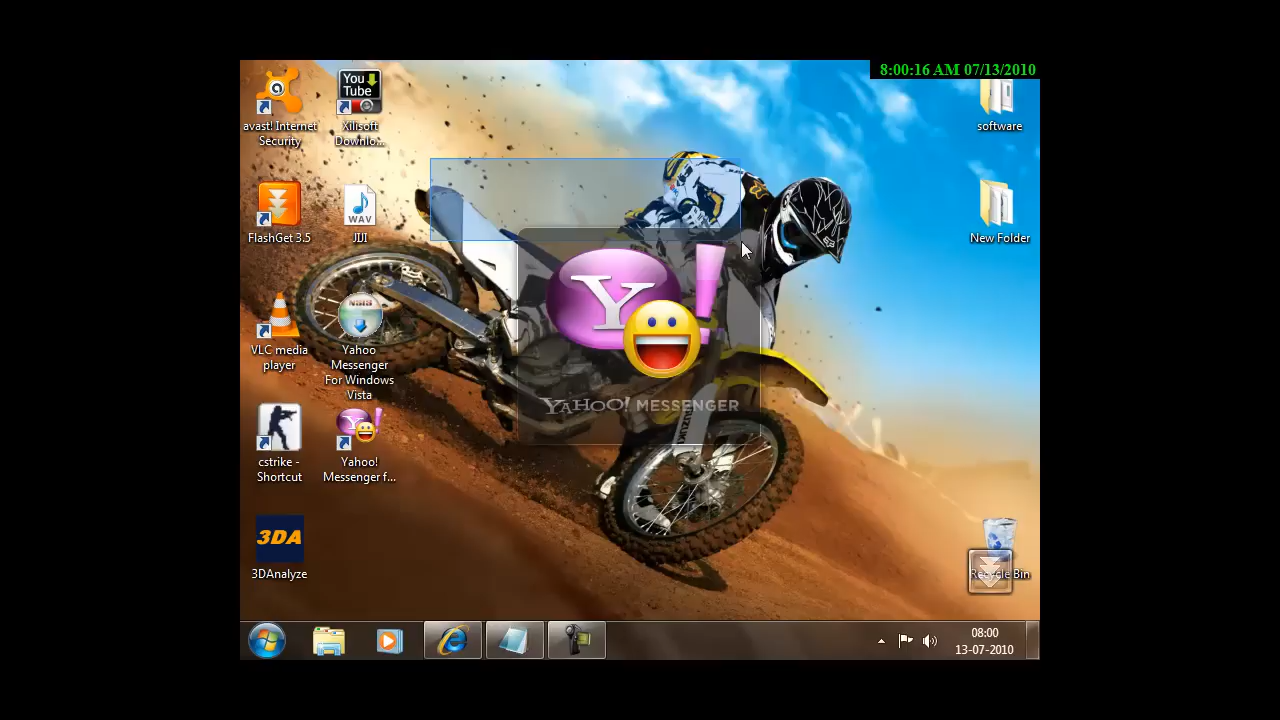 8:00:16 AM 07/13/2010
avast! Internet
Security
You
Tube
Xilisoft
Downlo...
software
FlashGet 3.5
WAV
JIJI
New Folder
VLC media
player
NSIS
Yahoo
Messenger
For Windows
Vista
Y!
YAHOO! MESSENGER
cstrike -
Shortcut
Yahoo!
Messenger f...
3DA
3DAnalyze
Recycle Bin
08:00
13-07-2010